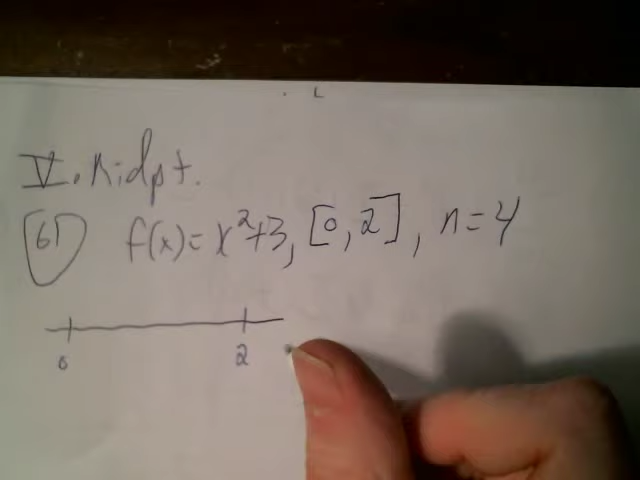 V. Midpt.
61 f(x)= x²+3, [0, 2], n=4
0 2